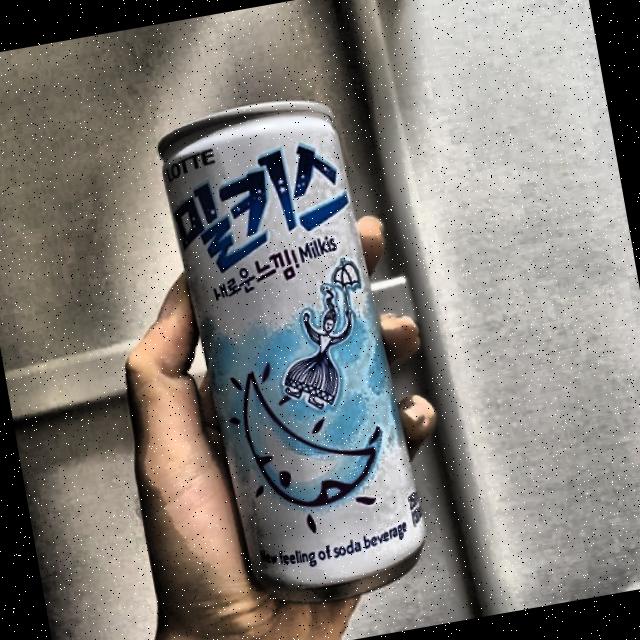 LOTTE
밀키스
새로운 느낌 Milkis
New feeling of soda beverage